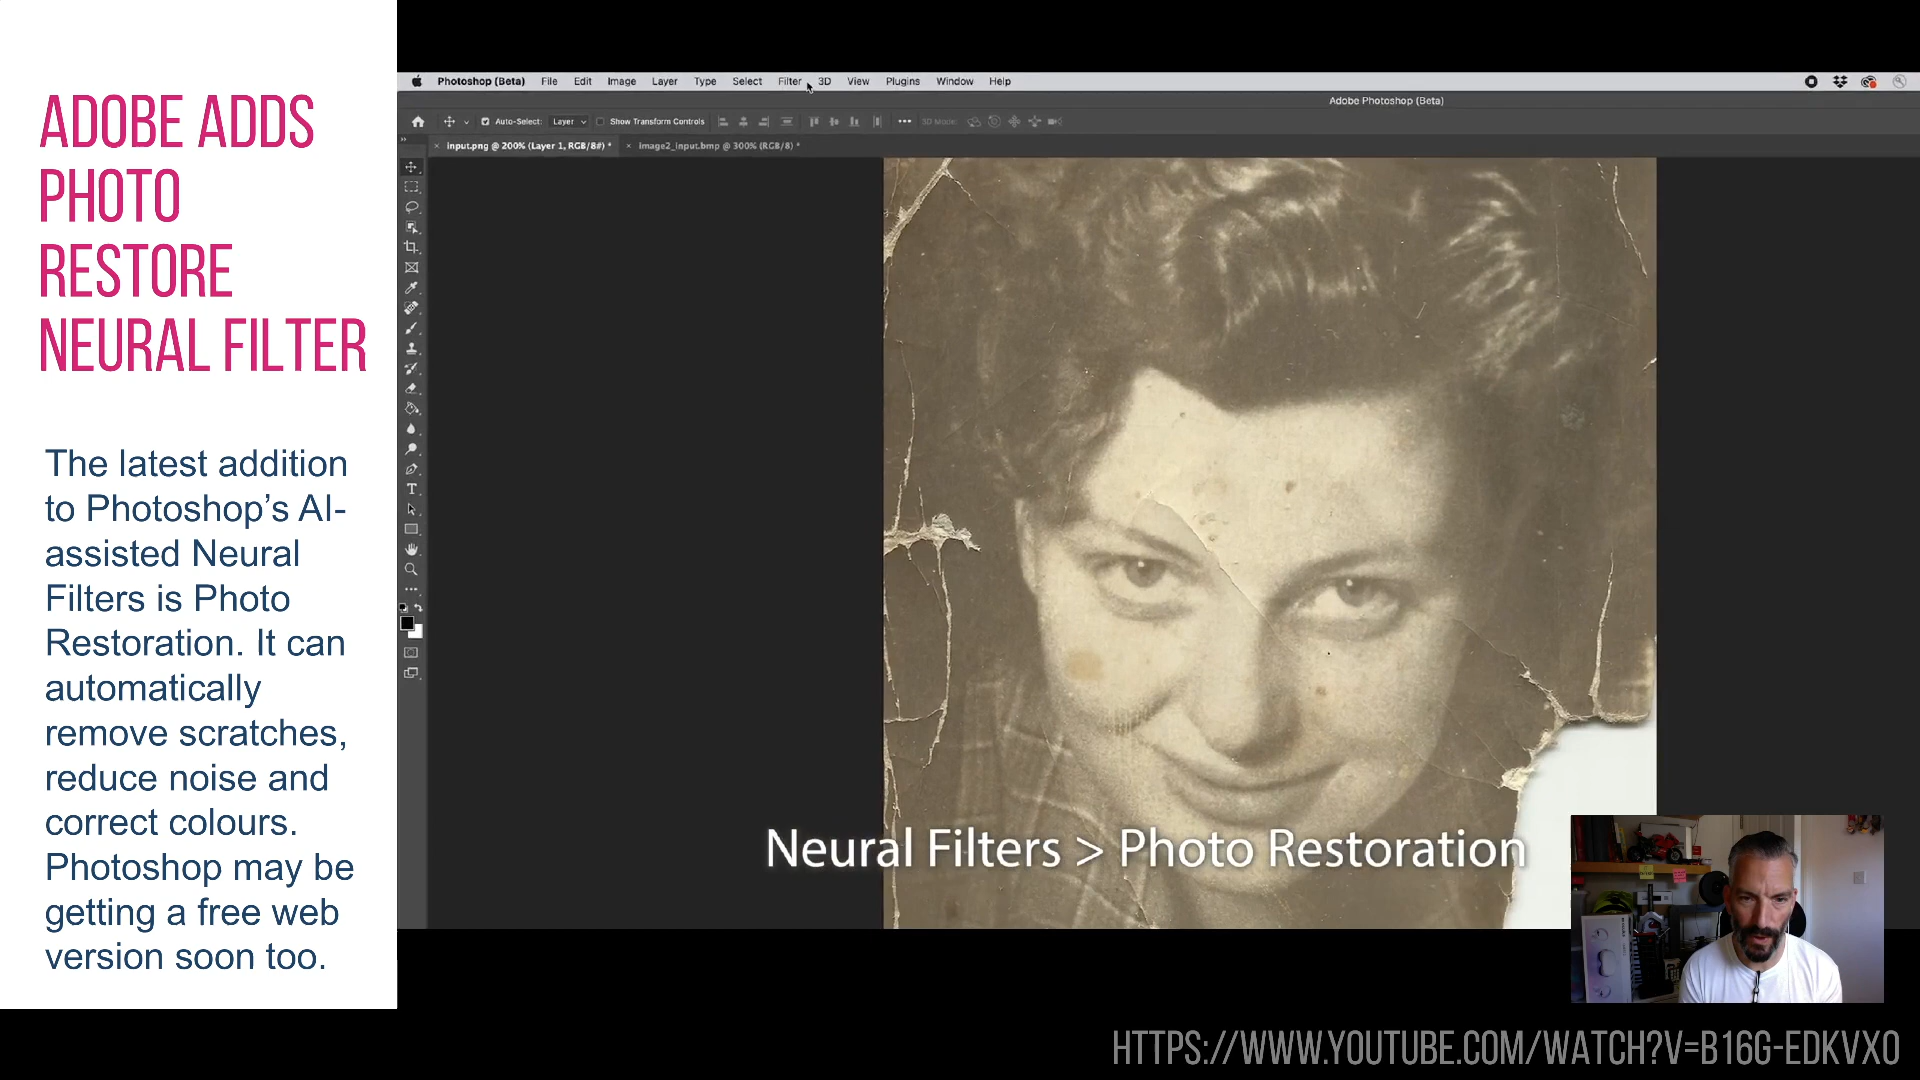 ADOBE ADDS
PHOTO
RESTORE
NEURAL FILTER
The latest addition
to Photoshop’s AI-
assisted Neural
Filters is Photo
Restoration. It can
automatically
remove scratches,
reduce noise and
correct colours.
Photoshop may be
getting a free web
version soon too.
Photoshop (Beta) File Edit Image Layer Type Select Filter 3D View Plugins Window Help
Adobe Photoshop (Beta)
Auto-Select: Layer Show Transform Controls 3D Mode:
input.png @ 200% (Layer 1, RGB/8#) * image2_input.bmp @ 300% (RGB/8) *
Neural Filters > Photo Restoration
HTTPS://WWW.YOUTUBE.COM/WATCH?V=B16G-EDKVX0